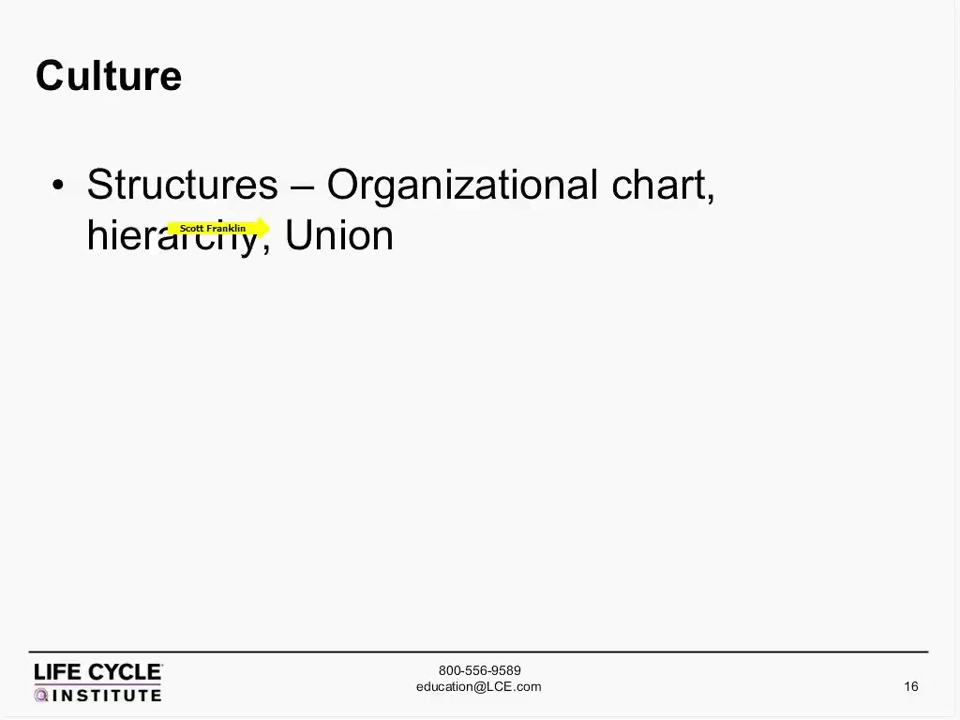 Culture
• Structures – Organizational chart,
hierarchy, Union
Scott Franklin
LIFE CYCLE
INSTITUTE
800-556-9589
education@LCE.com
16